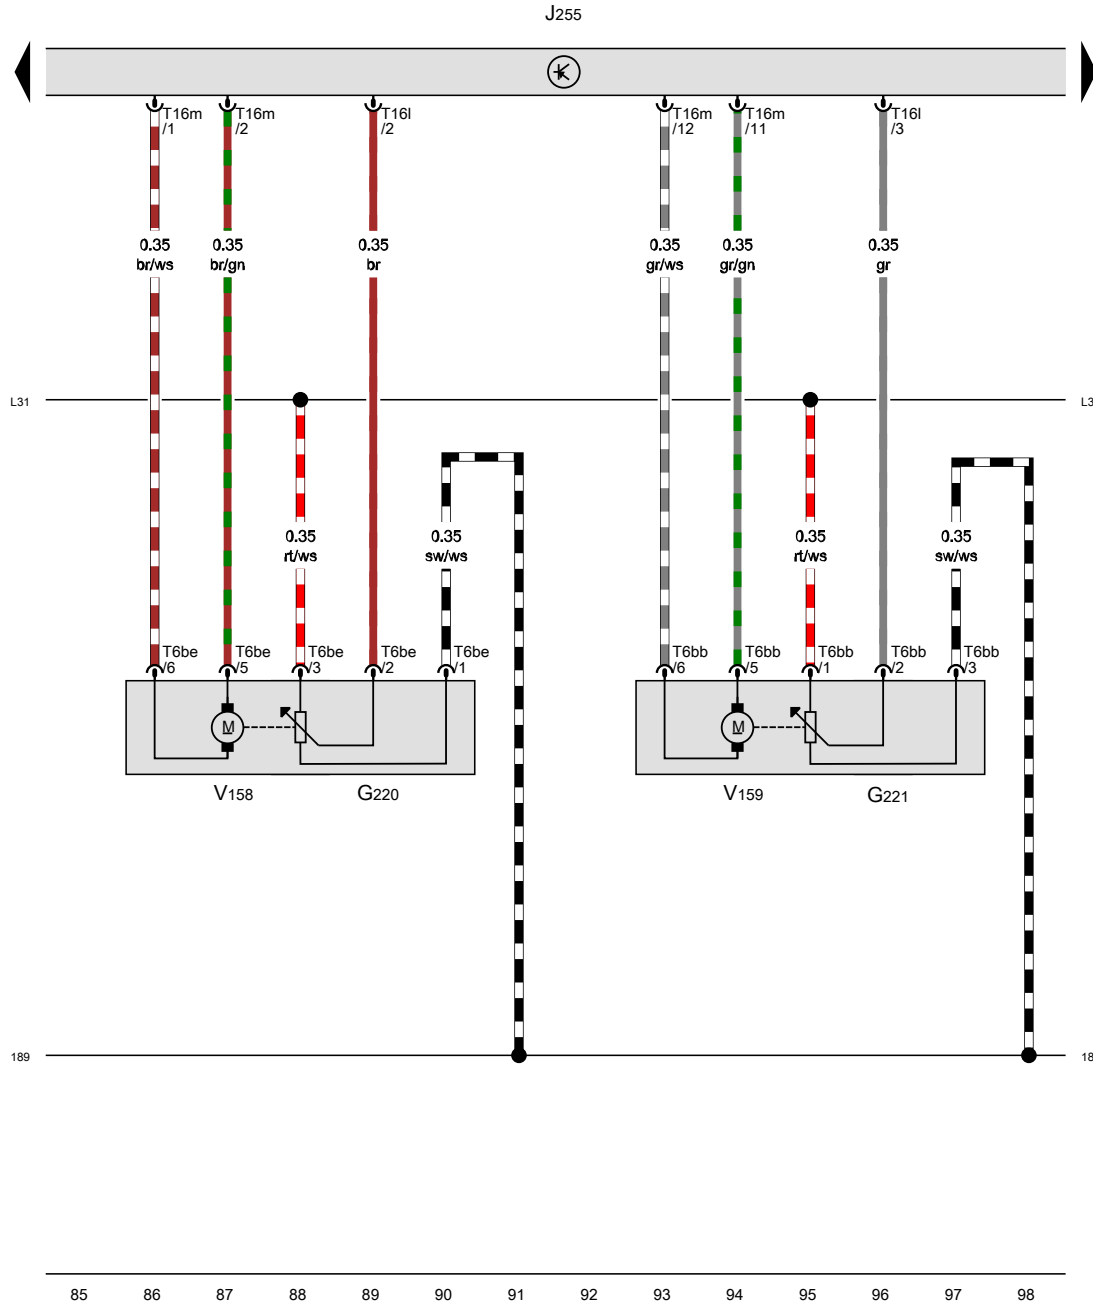 J255
T16m T16m T16l T16m T16m T16l
/1 /2 /2 /12 /11 /3
0.35 0.35 0.35 0.35 0.35 0.35
br/ws br/gn br gr/ws gr/gn gr
L31 L3
0.35 0.35 0.35 0.35
rt/ws sw/ws rt/ws sw/ws
T6be T6be T6be T6be T6be T6bb T6bb T6bb T6bb T6bb
/6 /5 /3 /2 /1 /6 /5 /1 /2 /3
M M
V158 G220 V159 G221
189 18
85 86 87 88 89 90 91 92 93 94 95 96 97 98